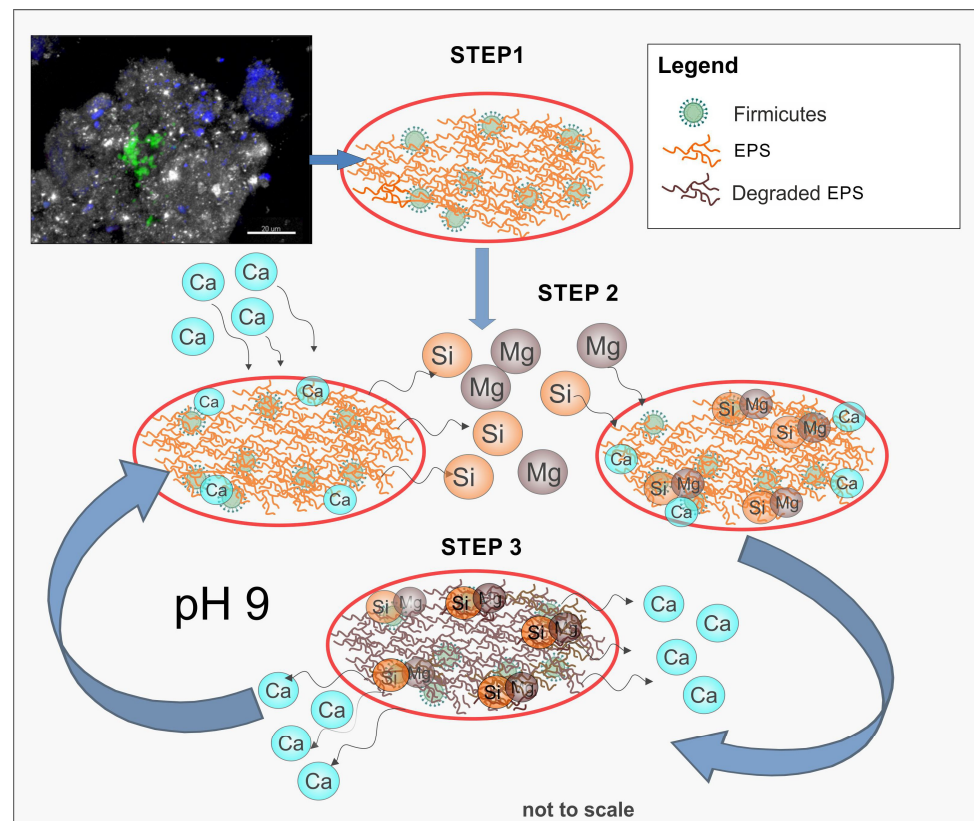 STEP1
Legend
Firmicutes
EPS
Degraded EPS
20 µm
STEP 2
Ca
Ca
Ca
Ca
Si
Mg
Mg
Mg
Si
Si
Si
Mg
Ca
Ca
Ca
Ca
Si
Mg
Si
Mg
Ca
Ca
Si
Mg
Ca
Si
Mg
Ca
STEP 3
pH 9
Si
Mg
Si
Mg
Si
Mg
Si
Mg
Si
Mg
Ca
Ca
Ca
Ca
Ca
Ca
Ca
Ca
not to scale